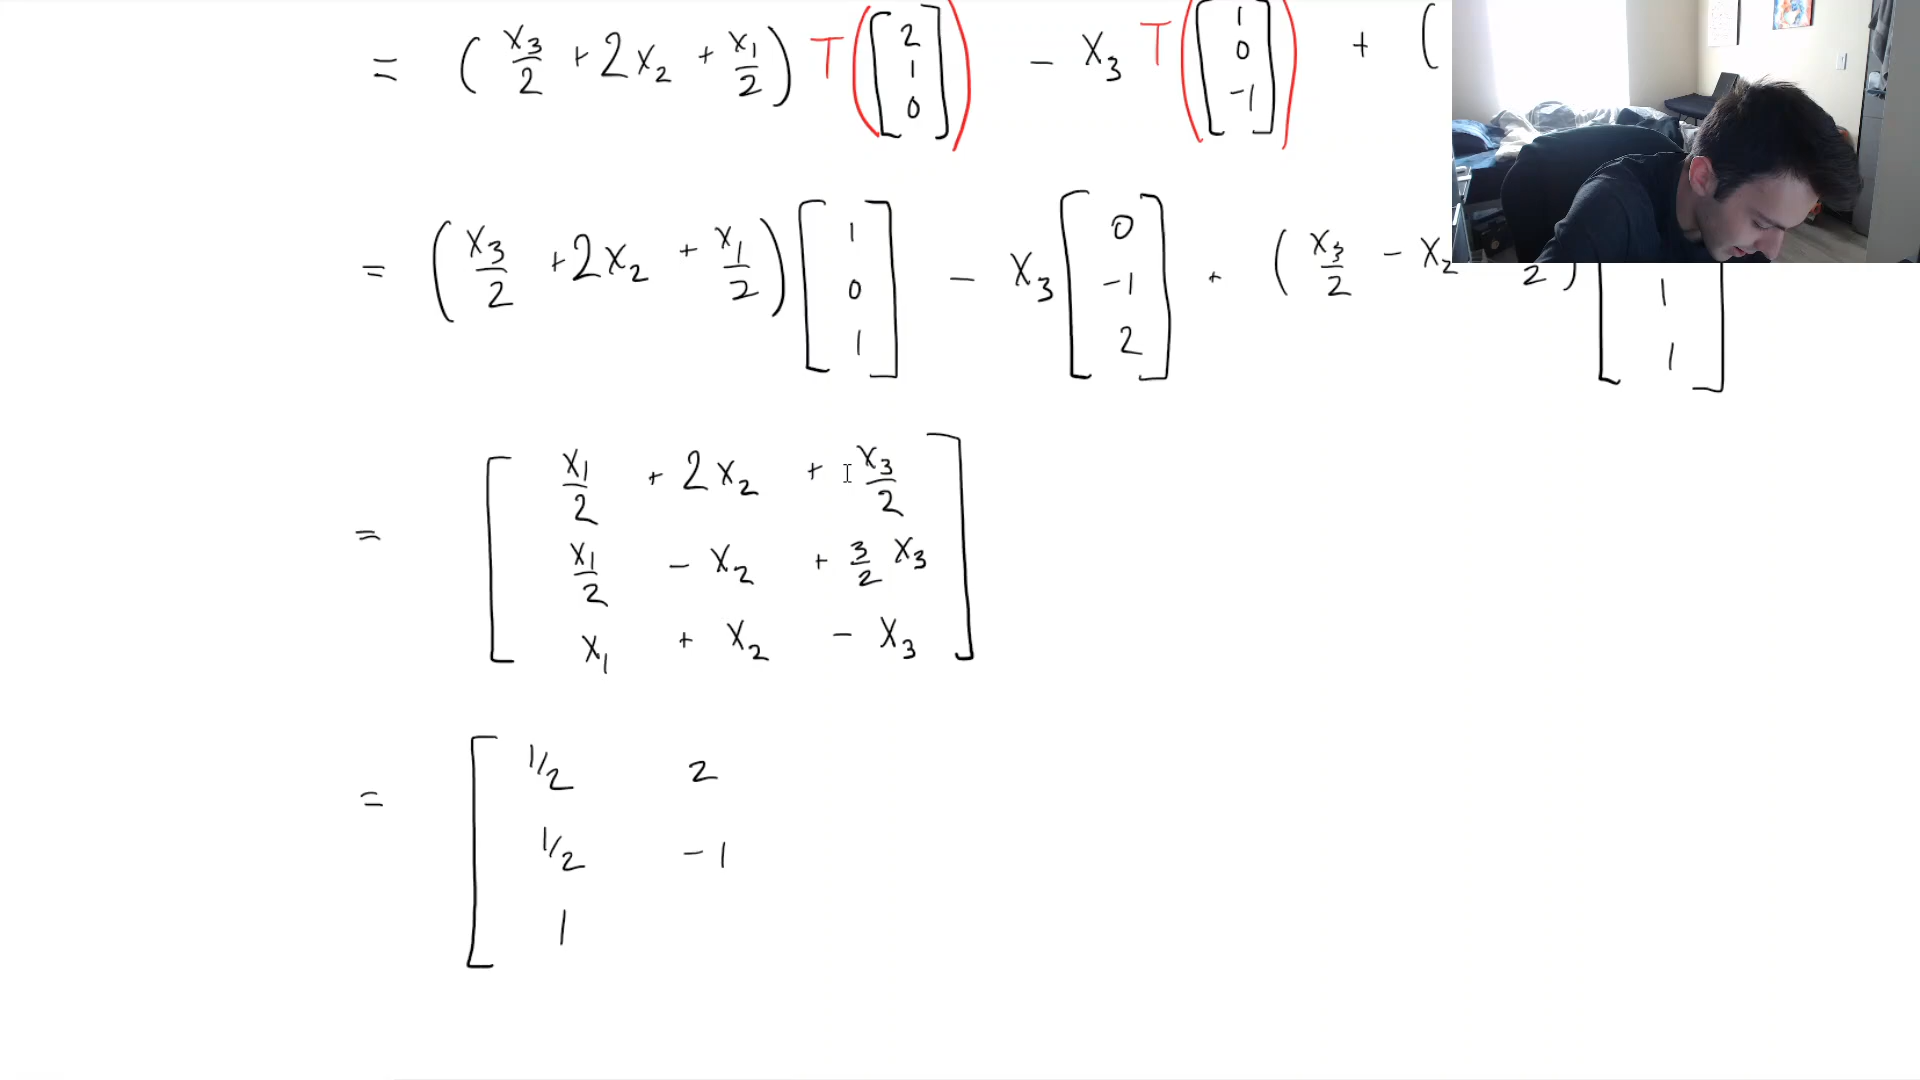 = (x₃/2 + 2x₂ + x₁/2) T([2 1 0]) - x₃ T([1 0 -1]) + (
= (x₃/2 + 2x₂ + x₁/2) [1 0 1] - x₃ [0 -1 2] + (x₃/2 - x₂ 2) [1 1]
= [x₁/2 + 2x₂ + x₃/2
x₁/2 - x₂ + 3/2 x₃
x₁ + x₂ - x₃]
= [1/2 2
1/2 -1
1